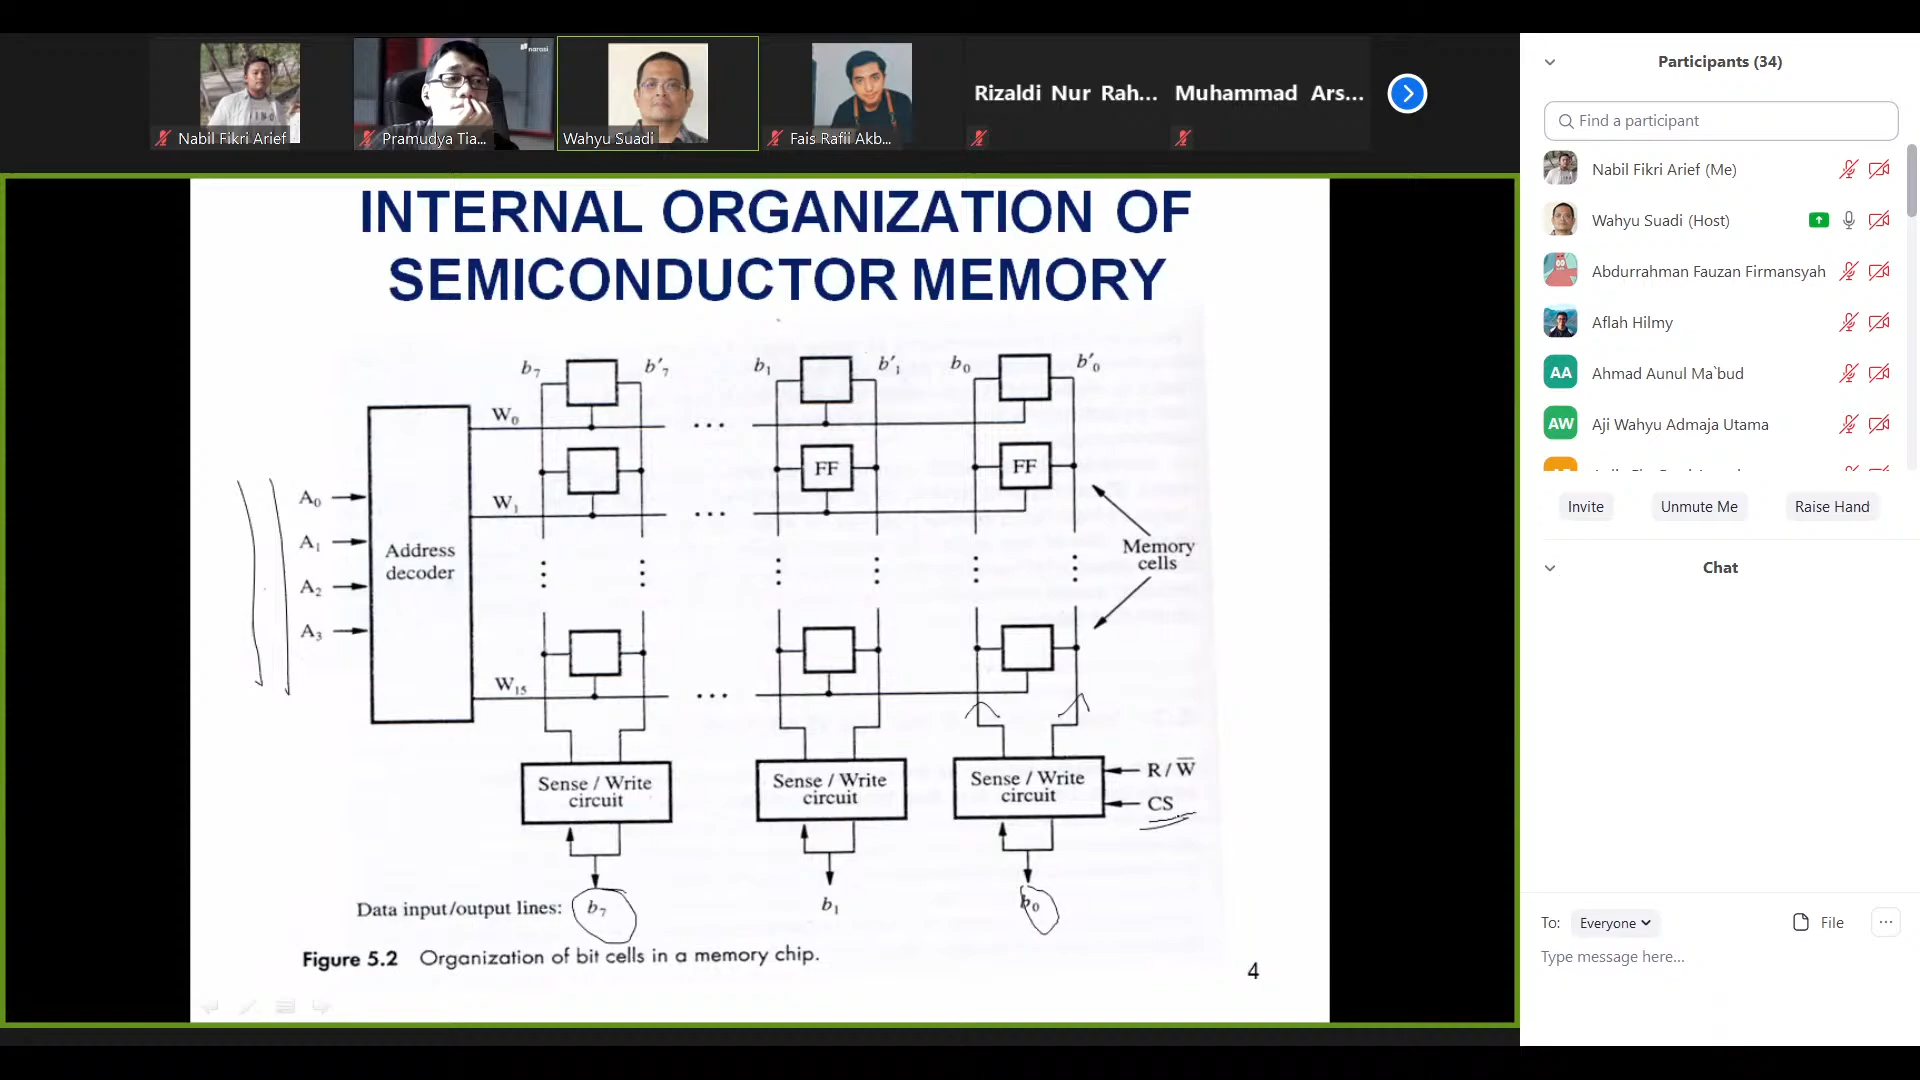 narasi
Nabil Fikri Arief
Pramudya Tia...
Wahyu Suadi
Fais Rafii Akb...
Rizaldi Nur Rah...
Muhammad Ars...
INTERNAL ORGANIZATION OF
SEMICONDUCTOR MEMORY
b7 b'7 b1 b'1 b0 b'0
W0
...
FF FF
A0
W1
...
A1
Address
decoder
Memory
cells
A2
A3
W15
...
Sense / Write
circuit
Sense / Write
circuit
Sense / Write
circuit
R / W̅
CS
Data input/output lines: b7 b1 b0
Figure 5.2 Organization of bit cells in a memory chip.
4
Participants (34)
Find a participant
Nabil Fikri Arief (Me)
Wahyu Suadi (Host)
Abdurrahman Fauzan Firmansyah
Aflah Hilmy
AA Ahmad Aunul Ma`bud
AW Aji Wahyu Admaja Utama
Invite Unmute Me Raise Hand
Chat
To: Everyone File ...
Type message here...